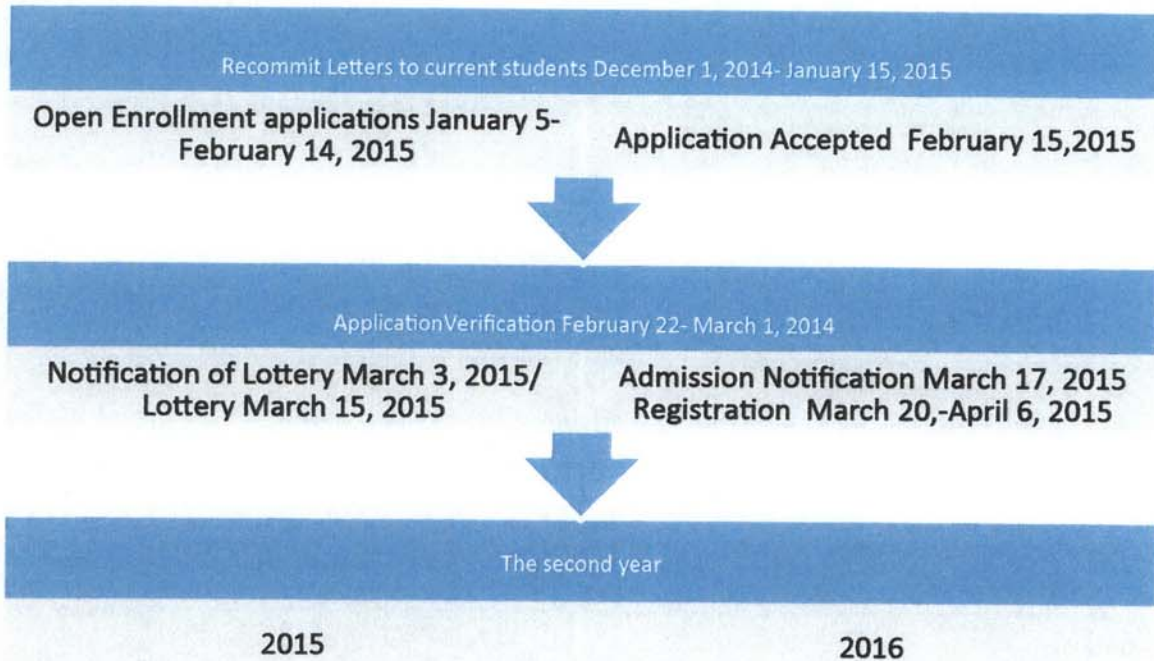 Recommit Letters to current students December 1, 2014- January 15, 2015
Open Enrollment applications January 5-
February 14, 2015
Application Accepted February 15,2015
ApplicationVerification February 22- March 1, 2014
Notification of Lottery March 3, 2015/
Lottery March 15, 2015
Admission Notification March 17, 2015
Registration March 20,-April 6, 2015
The second year
2015
2016